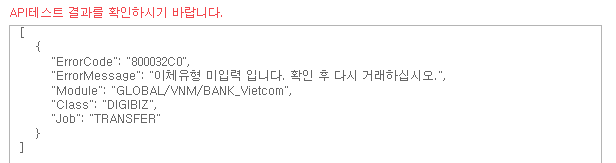 API테스트 결과를 확인하시기 바랍니다.
[
{
"ErrorCode": "800032C0",
"ErrorMessage": "이체유형 미입력 입니다. 확인 후 다시 거래하십시오.",
"Module": "GLOBAL/VNM/BANK_Vietcom",
"Class": "DIGIBIZ",
"Job": "TRANSFER"
}
]